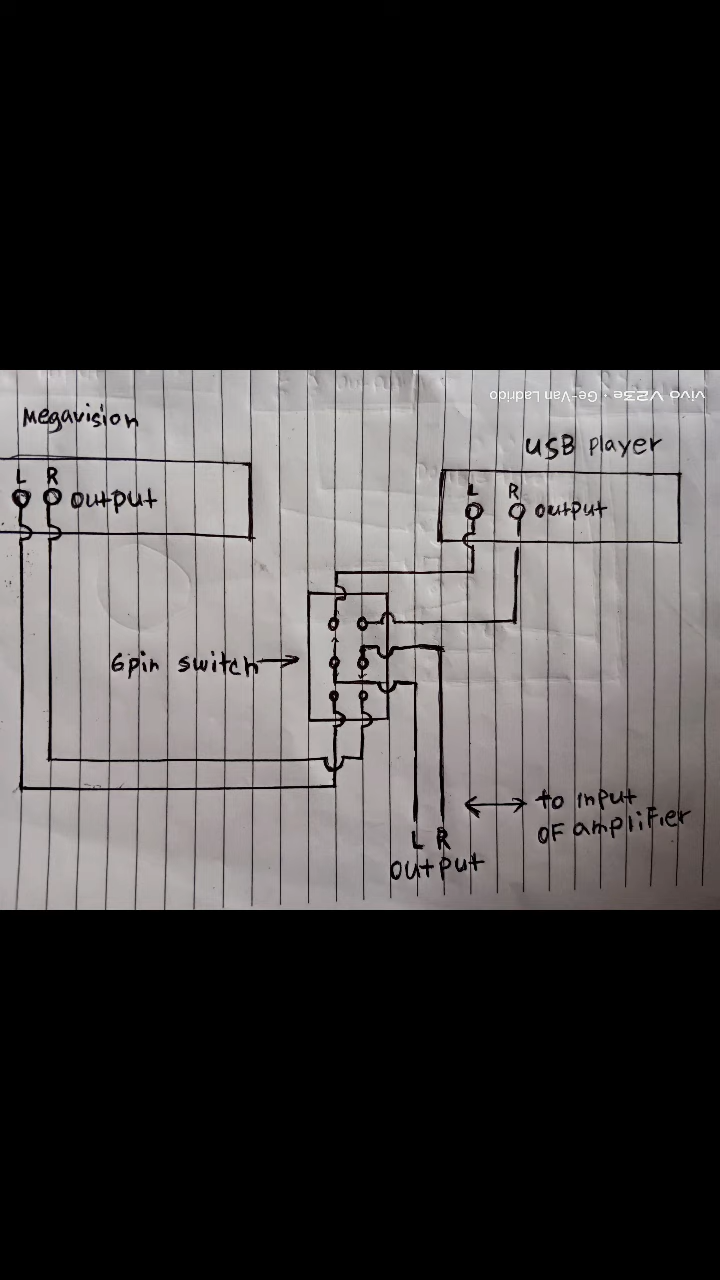 vivo V23e · Ge-Van Ladrido
Megavision
L R output
USB Player
L R output
6pin switch
to input
OF amplifier
L R
output